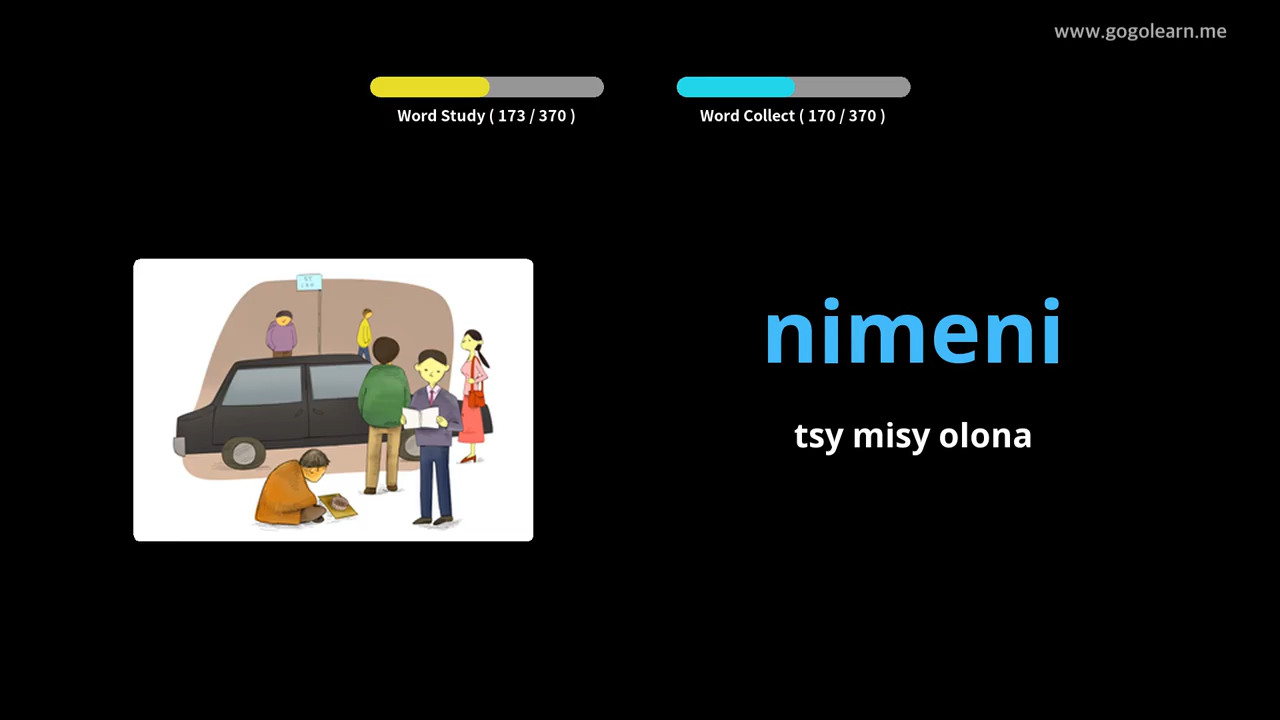 www.gogolearn.me
Word Study ( 173 / 370 )
Word Collect ( 170 / 370 )
nimeni
tsy misy olona